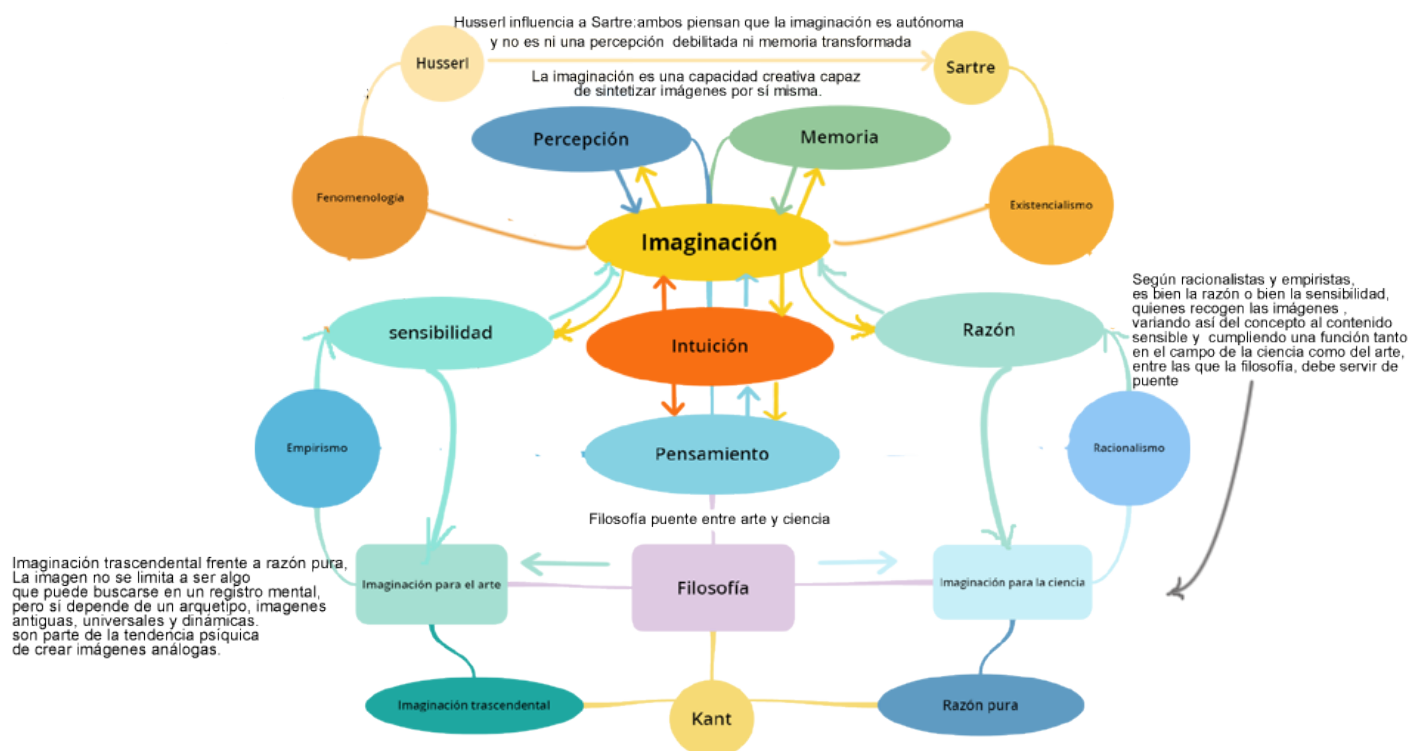 Husserl influencia a Sartre:ambos piensan que la imaginación es autónoma
y no es ni una percepción debilitada ni memoria transformada
Husserl
Sartre
La imaginación es una capacidad creativa capaz
de sintetizar imágenes por sí misma.
Percepción
Memoria
Fenomenología
Existencialismo
Imaginación
Según racionalistas y empiristas,
es bien la razón o bien la sensibilidad,
quienes recogen las imágenes ,
variando así del concepto al contenido
sensible y cumpliendo una función tanto
en el campo de la ciencia como del arte,
entre las que la filosofía, debe servir de
puente
sensibilidad
Intuición
Razón
Empirismo
Pensamiento
Racionalismo
Filosofía puente entre arte y ciencia
Imaginación trascendental frente a razón pura,
La imagen no se limita a ser algo
que puede buscarse en un registro mental,
pero sí depende de un arquetipo, imagenes
antiguas, universales y dinámicas.
son parte de la tendencia psíquica
de crear imágenes análogas.
Imaginación para el arte
Filosofía
Imaginación para la ciencia
Imaginación trascendental
Kant
Razón pura